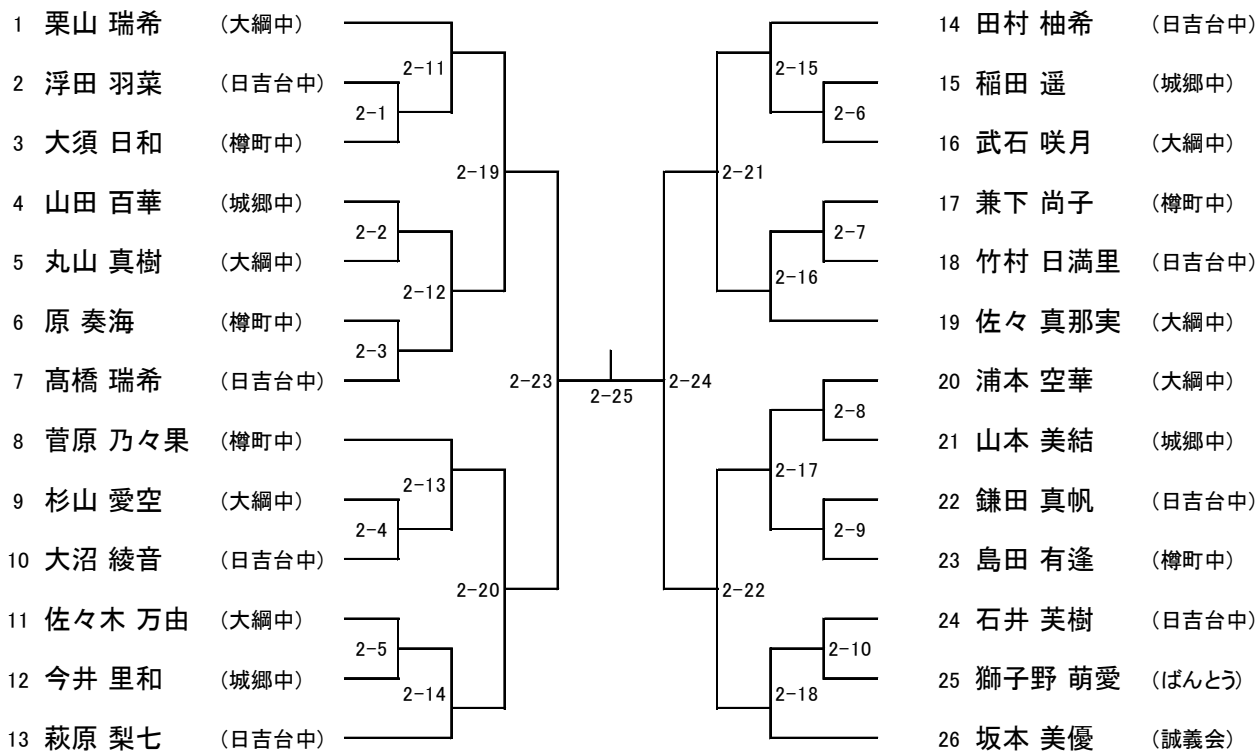 1 栗山 瑞希 (大綱中)
2 浮田 羽菜 (日吉台中)
3 大須 日和 (樽町中)
4 山田 百華 (城郷中)
5 丸山 真樹 (大綱中)
6 原 奏海 (樽町中)
7 髙橋 瑞希 (日吉台中)
8 菅原 乃々果 (樽町中)
9 杉山 愛空 (大綱中)
10 大沼 綾音 (日吉台中)
11 佐々木 万由 (大綱中)
12 今井 里和 (城郷中)
13 萩原 梨七 (日吉台中)
2-11
2-1
2-19
2-2
2-12
2-3
2-23
2-13
2-4
2-20
2-5
2-14
2-25
2-15
2-6
2-21
2-7
2-16
2-24
2-8
2-17
2-9
2-22
2-10
2-18
14 田村 柚希 (日吉台中)
15 稲田 遥 (城郷中)
16 武石 咲月 (大綱中)
17 兼下 尚子 (樽町中)
18 竹村 日満里 (日吉台中)
19 佐々 真那実 (大綱中)
20 浦本 空華 (大綱中)
21 山本 美結 (城郷中)
22 鎌田 真帆 (日吉台中)
23 島田 有逢 (樽町中)
24 石井 芙樹 (日吉台中)
25 獅子野 萌愛 (ばんとう)
26 坂本 美優 (誠義会)